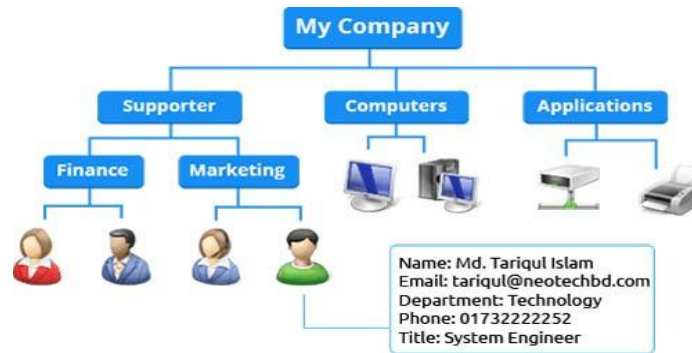 My Company
Supporter
Computers
Applications
Finance
Marketing
Name: Md. Tariqul Islam
Email: tariqul@neotechbd.com
Department: Technology
Phone: 01732222252
Title: System Engineer